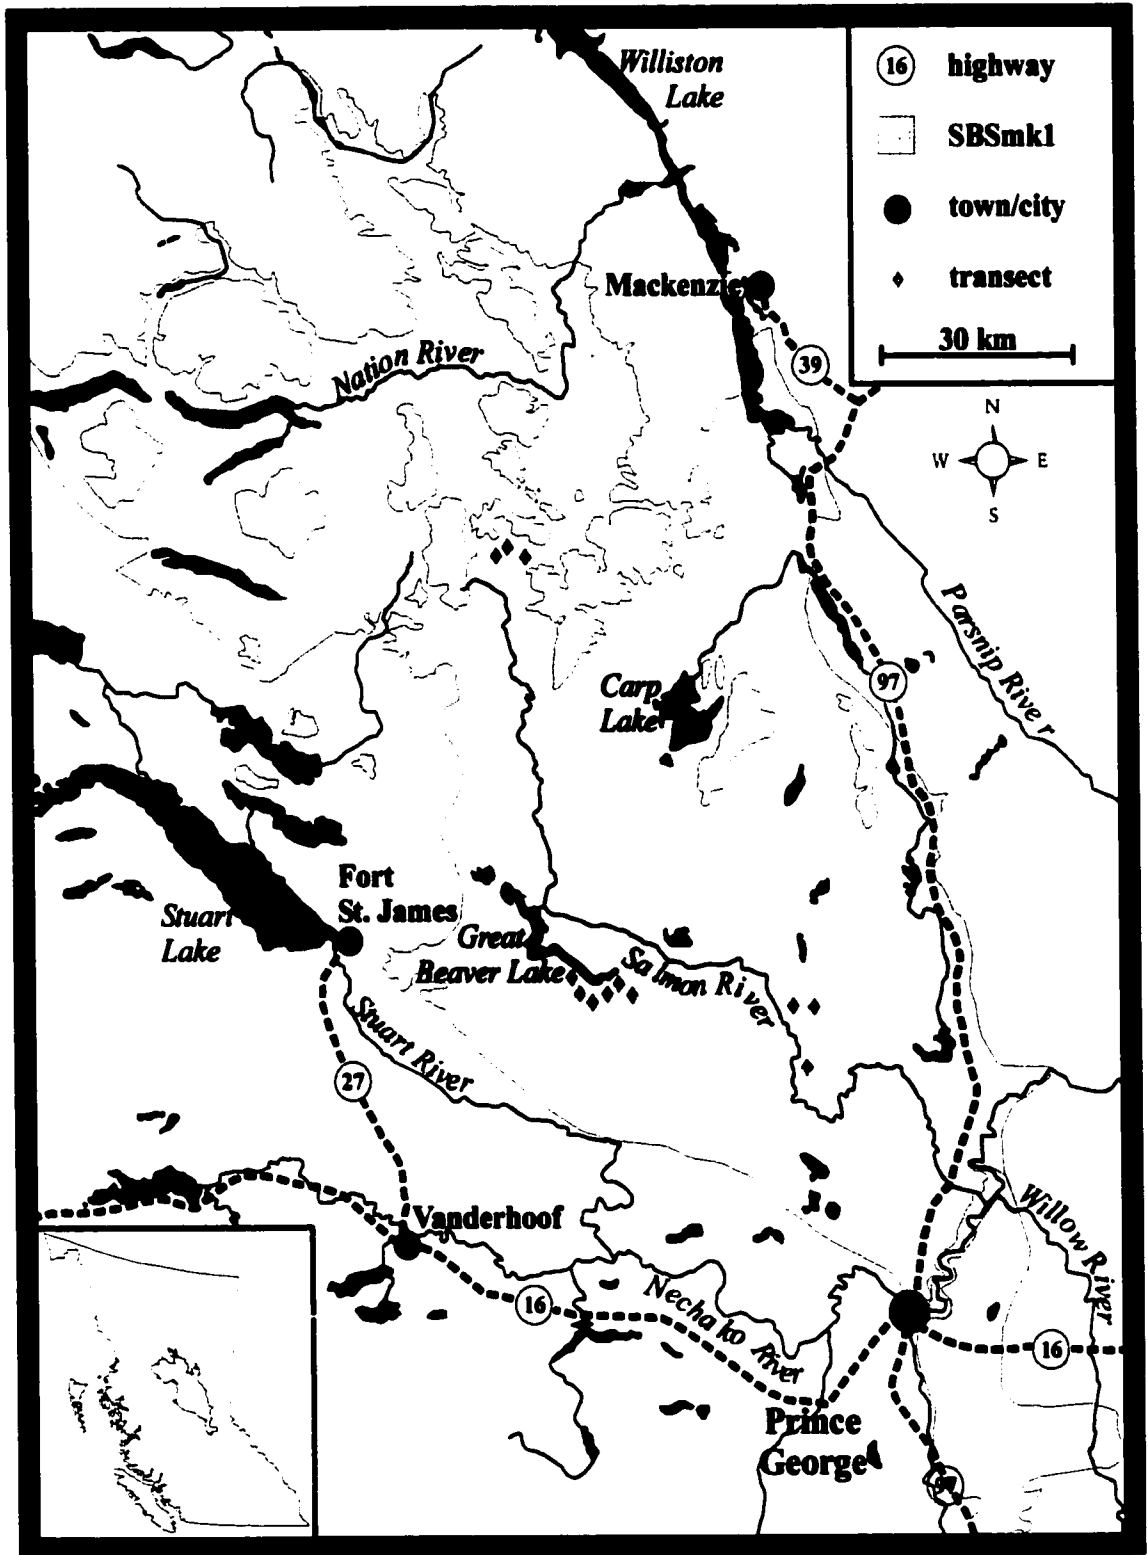 Williston
Lake
16 highway
SBSmk1
town/city
transect
30 km
Mackenzie
39
Nation River
N
W E
S
Parsnip River
97
Carp
Lake
Fort
St. James
Stuart
Lake
Great
Beaver Lake
Salmon River
Stuart River
27
Willow River
Vanderhoof
16
Nechako River
16
Prince
George
97